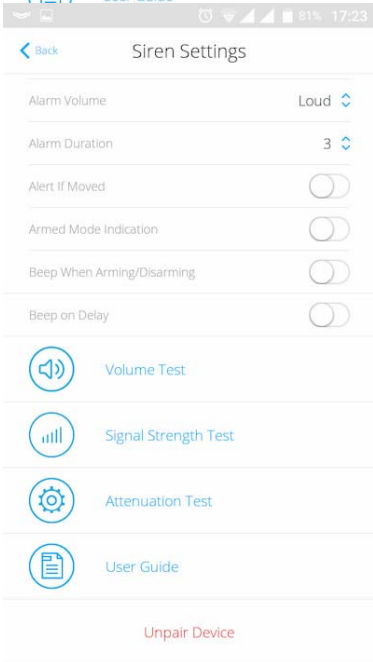 81% 17:23
Back Siren Settings
Alarm Volume Loud
Alarm Duration 3
Alert If Moved
Armed Mode Indication
Beep When Arming/Disarming
Beep on Delay
Volume Test
Signal Strength Test
Attenuation Test
User Guide
Unpair Device